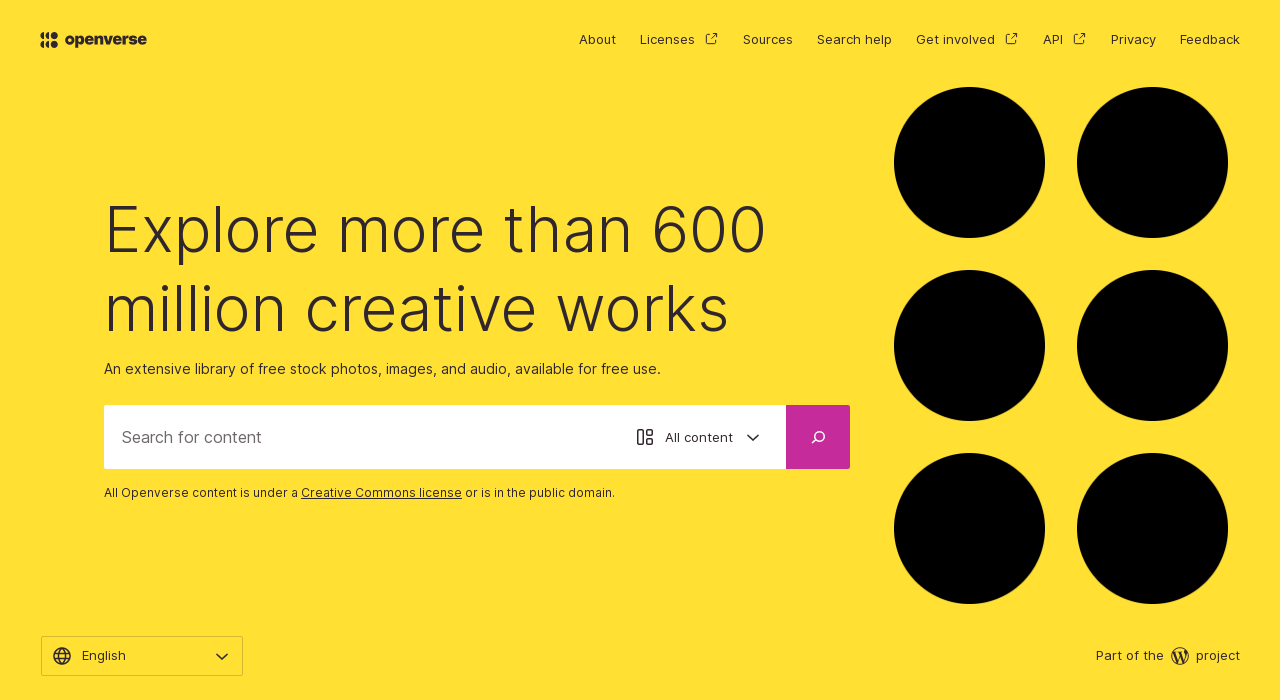 openverse
About Licenses Sources Search help Get involved API Privacy Feedback
Explore more than 600
million creative works
An extensive library of free stock photos, images, and audio, available for free use.
Search for content All content
All Openverse content is under a Creative Commons license or is in the public domain.
English
Part of the project